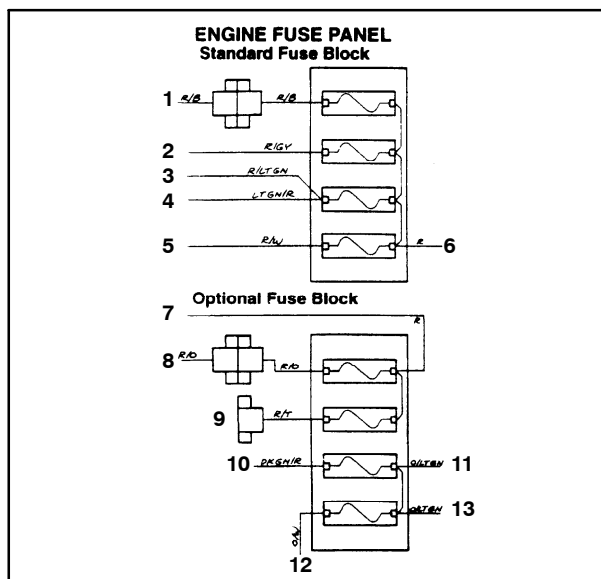 ENGINE FUSE PANEL
Standard Fuse Block
1 R/B R/B
2 R/GY
3 R/LTGN
4 LTGN/R
5 R/W R 6
Optional Fuse Block
7 R
8 R/O R/O
9 R/T
10 DKGN/R O/LTGN 11
O/LTGN 13
O/W
12